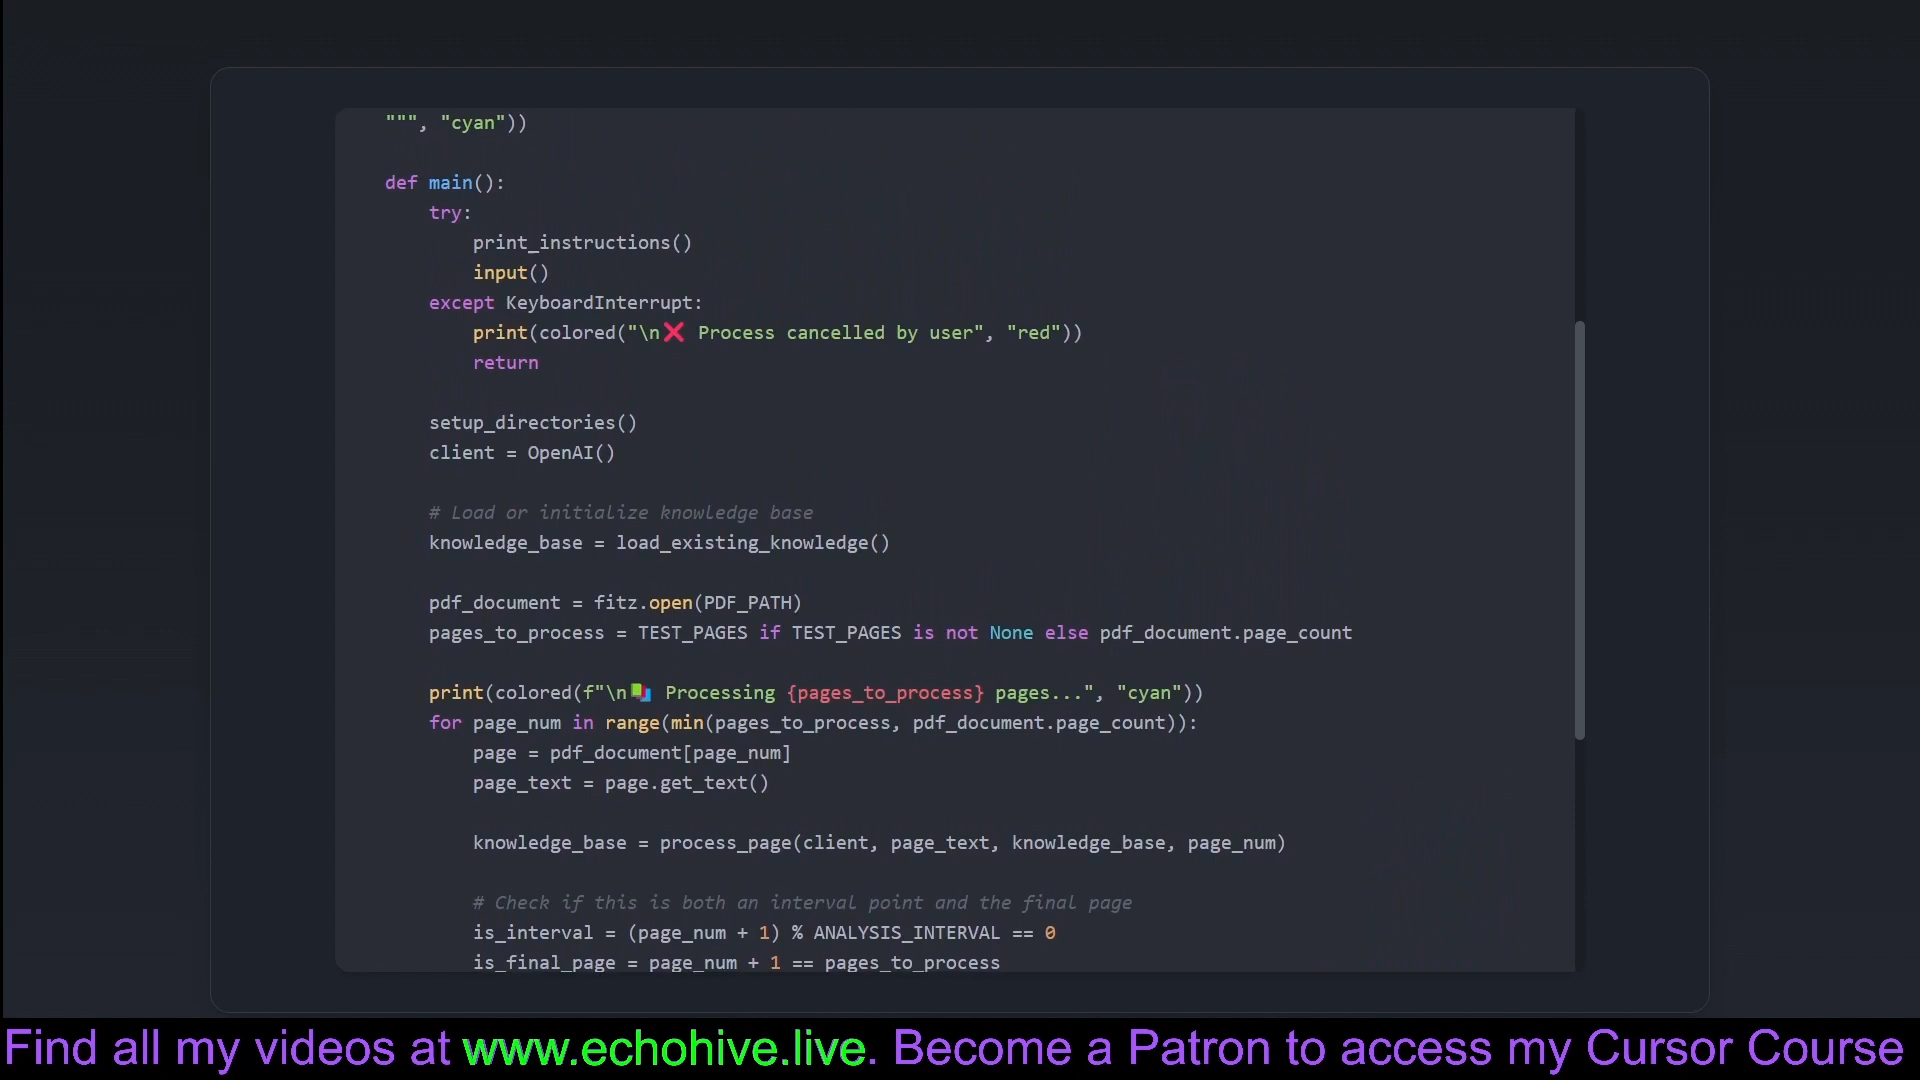 """, "cyan"))
def main():
try:
print_instructions()
input()
except KeyboardInterrupt:
print(colored("\n❌ Process cancelled by user", "red"))
return
setup_directories()
client = OpenAI()
# Load or initialize knowledge base
knowledge_base = load_existing_knowledge()
pdf_document = fitz.open(PDF_PATH)
pages_to_process = TEST_PAGES if TEST_PAGES is not None else pdf_document.page_count
print(colored(f"\n📚 Processing {pages_to_process} pages...", "cyan"))
for page_num in range(min(pages_to_process, pdf_document.page_count)):
page = pdf_document[page_num]
page_text = page.get_text()
knowledge_base = process_page(client, page_text, knowledge_base, page_num)
# Check if this is both an interval point and the final page
is_interval = (page_num + 1) % ANALYSIS_INTERVAL == 0
is_final_page = page_num + 1 == pages_to_process
Find all my videos at www.echohive.live. Become a Patron to access my Cursor Course